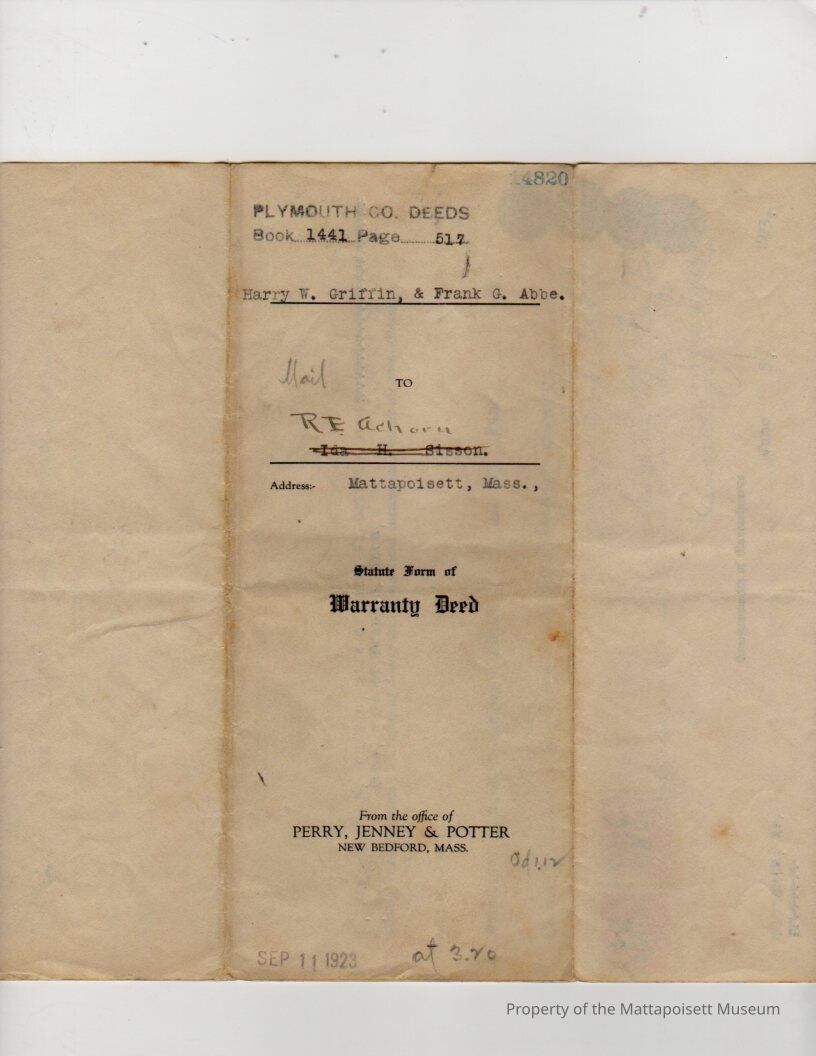 14820
PLYMOUTH CO. DEEDS
Book 1441 Page 517
Harry W. Griffin, & Frank G. Abbe.
Mail
TO
R E Achorn
Ida H. Sisson.
Address:- Mattapoisett, Mass.,
Statute Form of
Warranty Deed
From the office of
PERRY, JENNEY & POTTER
NEW BEDFORD, MASS.
SEP 11 1923 at 3.20
Property of the Mattapoisett Museum